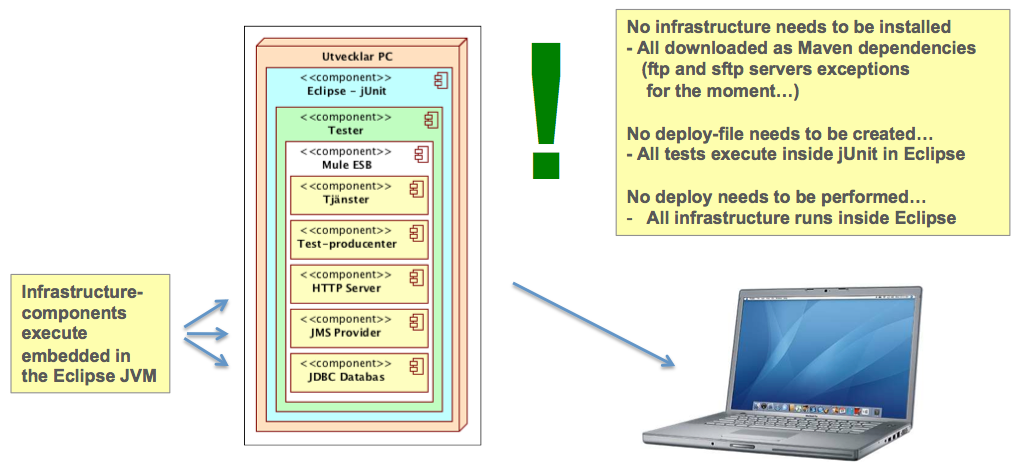 Utvecklar PC
<<component>>
Eclipse - jUnit
<<component>>
Tester
<<component>>
Mule ESB
<<component>>
Tjänster
<<component>>
Test-producenter
<<component>>
HTTP Server
<<component>>
JMS Provider
<<component>>
JDBC Databas
!
No infrastructure needs to be installed
- All downloaded as Maven dependencies
(ftp and sftp servers exceptions
for the moment…)
No deploy-file needs to be created…
- All tests execute inside jUnit in Eclipse
No deploy needs to be performed…
- All infrastructure runs inside Eclipse
Infrastructure-
components
execute
embedded in
the Eclipse JVM